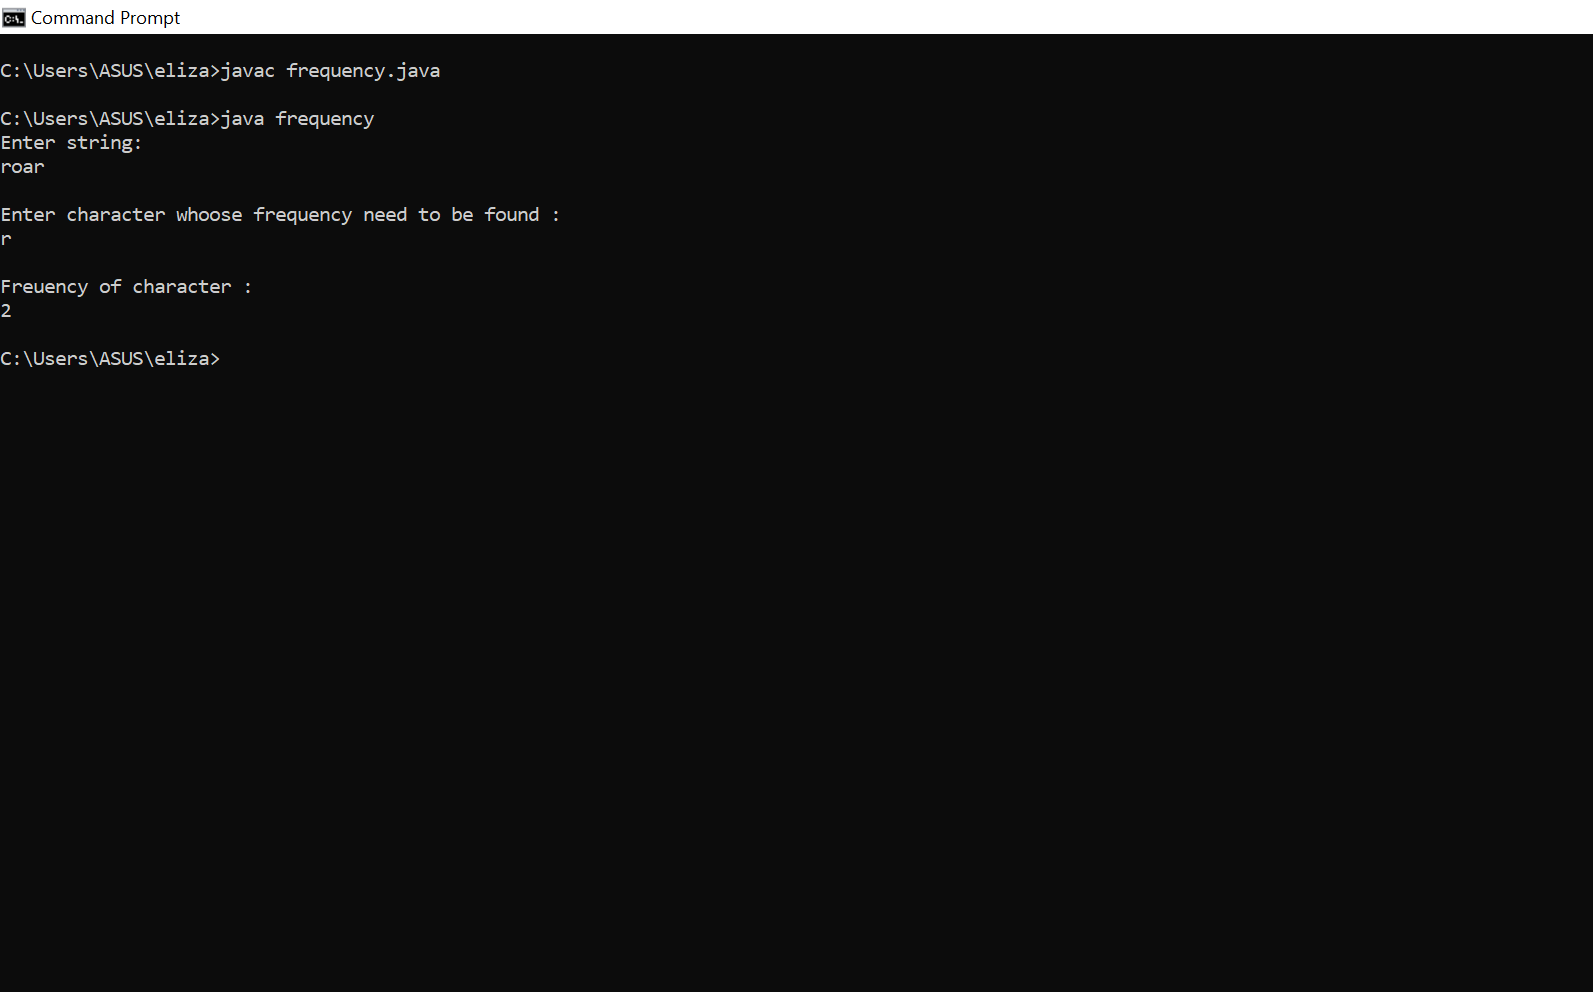 Command Prompt
C:\Users\ASUS\eliza>javac frequency.java
C:\Users\ASUS\eliza>java frequency
Enter string:
roar
Enter character whoose frequency need to be found :
r
Freuency of character :
2
C:\Users\ASUS\eliza>